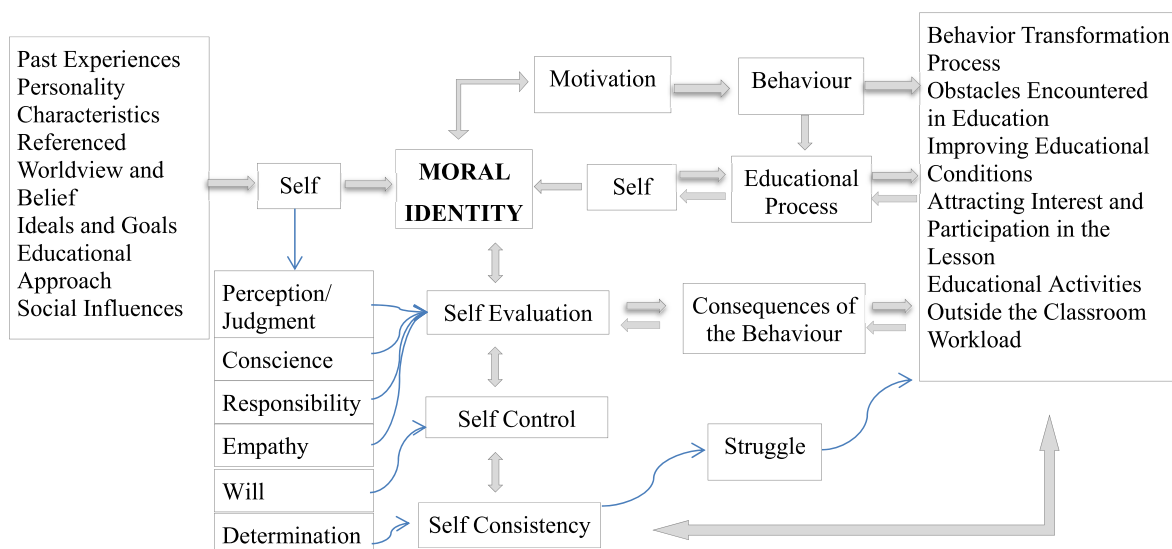 Past Experiences
Personality
Characteristics
Referenced
Worldview and
Belief
Ideals and Goals
Educational
Approach
Social Influences
Self
MORAL
IDENTITY
Motivation
Behaviour
Self
Educational
Process
Behavior Transformation
Process
Obstacles Encountered
in Education
Improving Educational
Conditions
Attracting Interest and
Participation in the
Lesson
Educational Activities
Outside the Classroom
Workload
Perception/
Judgment
Conscience
Responsibility
Empathy
Will
Determination
Self Evaluation
Self Control
Self Consistency
Consequences of
the Behaviour
Struggle